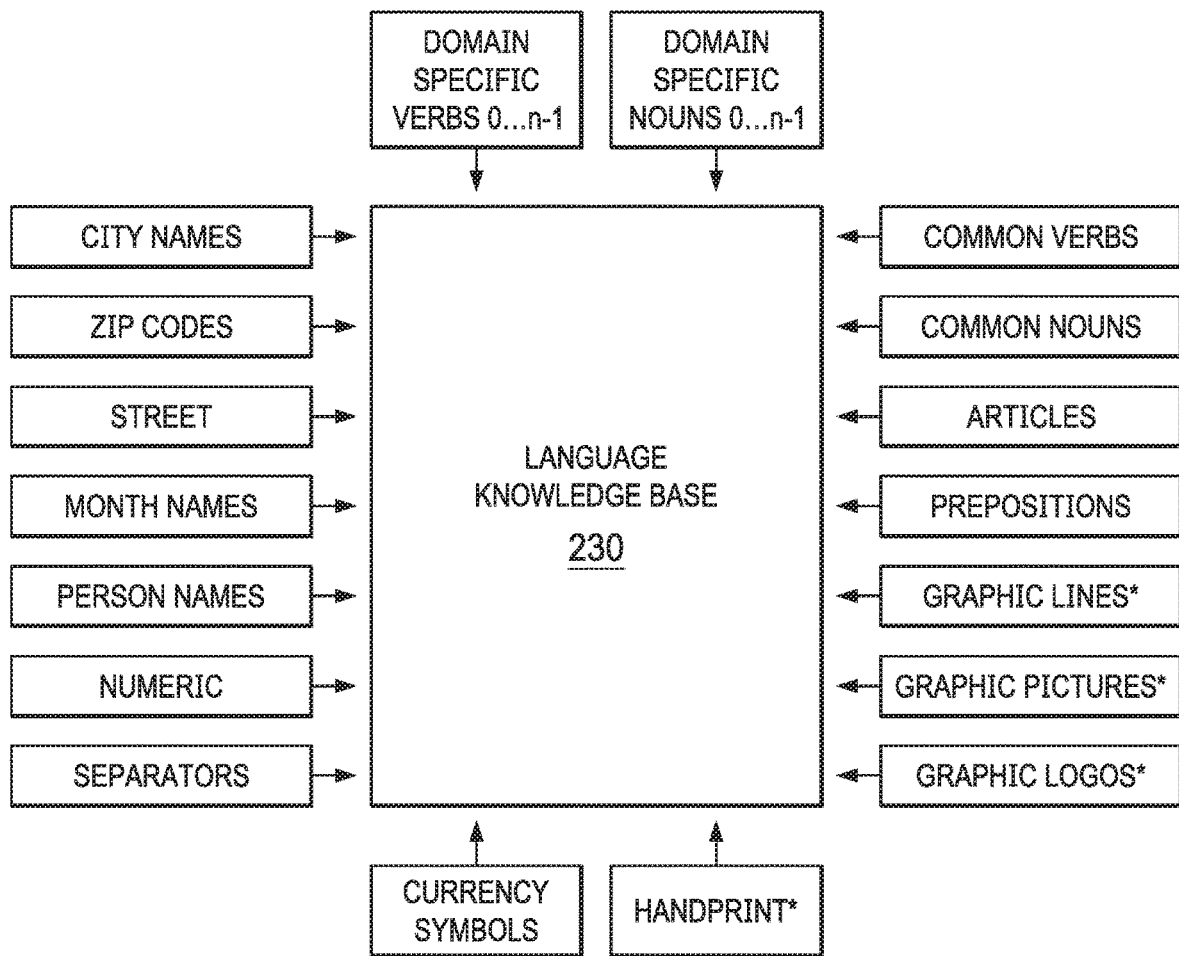 DOMAIN
SPECIFIC
VERBS 0...n-1
DOMAIN
SPECIFIC
NOUNS 0...n-1
CITY NAMES
ZIP CODES
STREET
MONTH NAMES
PERSON NAMES
NUMERIC
SEPARATORS
LANGUAGE
KNOWLEDGE BASE
230
COMMON VERBS
COMMON NOUNS
ARTICLES
PREPOSITIONS
GRAPHIC LINES*
GRAPHIC PICTURES*
GRAPHIC LOGOS*
CURRENCY
SYMBOLS
HANDPRINT*